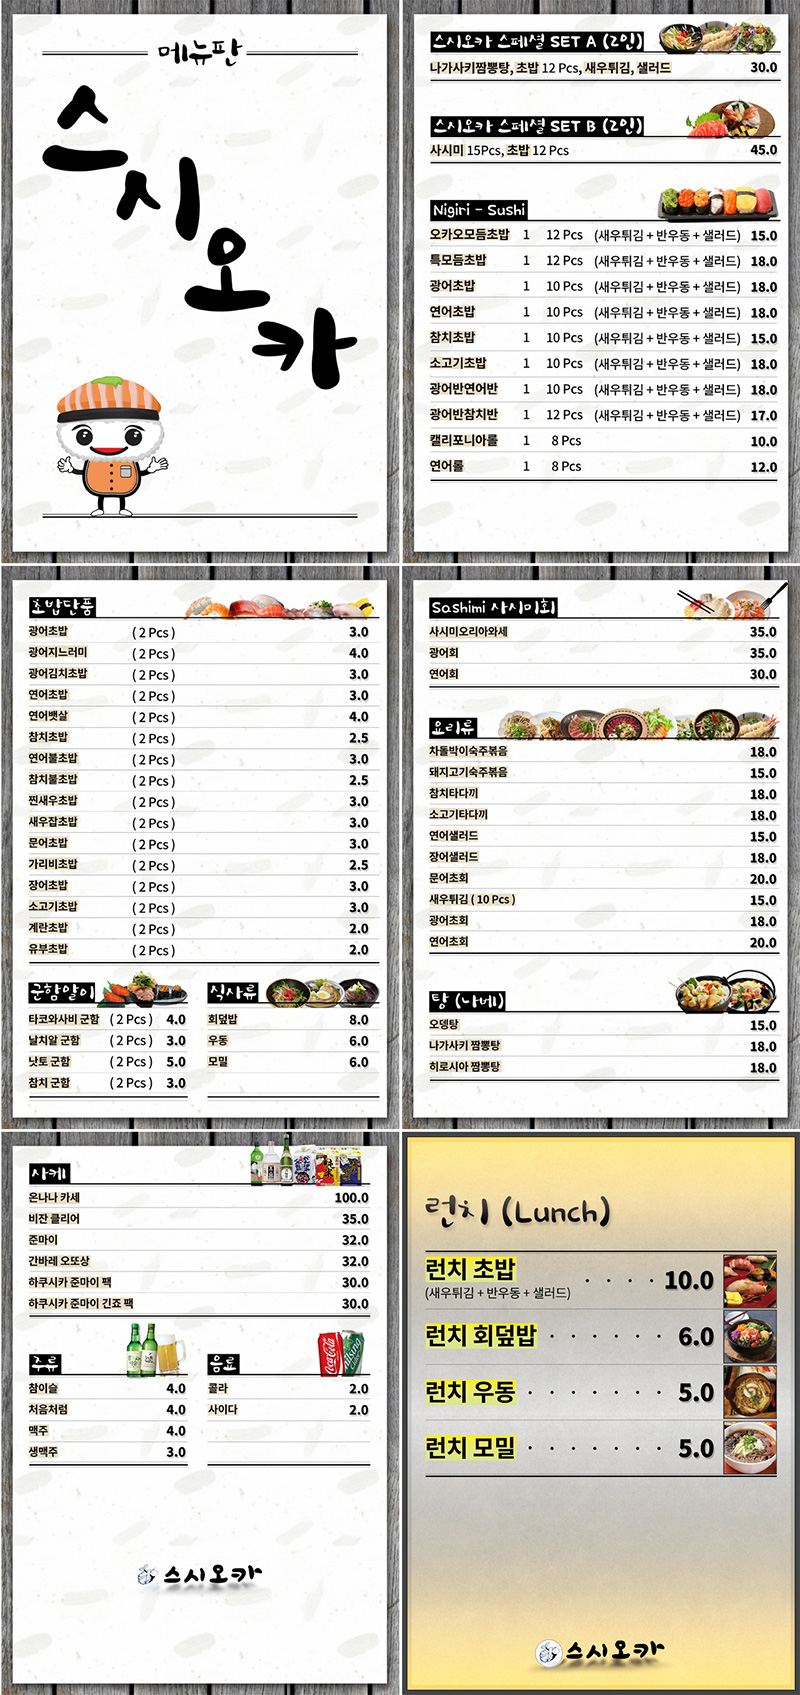 메뉴판
스시오카
스시오카 스페셜 SET A (2인)
나가사키짬뽕탕, 초밥 12 Pcs, 새우튀김, 샐러드 30.0
스시오카 스페셜 SET B (2인)
사시미 15Pcs, 초밥 12 Pcs 45.0
Nigiri - Sushi
오카오모듬초밥 1 12 Pcs (새우튀김 + 반우동 + 샐러드) 15.0
특모듬초밥 1 12 Pcs (새우튀김 + 반우동 + 샐러드) 18.0
광어초밥 1 10 Pcs (새우튀김 + 반우동 + 샐러드) 18.0
연어초밥 1 10 Pcs (새우튀김 + 반우동 + 샐러드) 18.0
참치초밥 1 10 Pcs (새우튀김 + 반우동 + 샐러드) 15.0
소고기초밥 1 10 Pcs (새우튀김 + 반우동 + 샐러드) 18.0
광어반연어반 1 10 Pcs (새우튀김 + 반우동 + 샐러드) 18.0
광어반참치반 1 12 Pcs (새우튀김 + 반우동 + 샐러드) 17.0
캘리포니아롤 1 8 Pcs 10.0
연어롤 1 8 Pcs 12.0
초밥단품
광어초밥 ( 2 Pcs ) 3.0
광어지느러미 ( 2 Pcs ) 4.0
광어김치초밥 ( 2 Pcs ) 3.0
연어초밥 ( 2 Pcs ) 3.0
연어뱃살 ( 2 Pcs ) 4.0
참치초밥 ( 2 Pcs ) 2.5
연어불초밥 ( 2 Pcs ) 3.0
참치불초밥 ( 2 Pcs ) 2.5
찐새우초밥 ( 2 Pcs ) 3.0
새우잡초밥 ( 2 Pcs ) 3.0
문어초밥 ( 2 Pcs ) 3.0
가리비초밥 ( 2 Pcs ) 2.5
장어초밥 ( 2 Pcs ) 3.0
소고기초밥 ( 2 Pcs ) 3.0
계란초밥 ( 2 Pcs ) 2.0
유부초밥 ( 2 Pcs ) 2.0
군함말이
타코와사비 군함 ( 2 Pcs ) 4.0
날치알 군함 ( 2 Pcs ) 3.0
낫토 군함 ( 2 Pcs ) 5.0
참치 군함 ( 2 Pcs ) 3.0
식사류
회덮밥 8.0
우동 6.0
모밀 6.0
Sashimi 사시미회
사시미오리아와세 35.0
광어회 35.0
연어회 30.0
요리류
차돌박이숙주볶음 18.0
돼지고기숙주볶음 15.0
참치타다끼 18.0
소고기타다끼 18.0
연어샐러드 15.0
장어샐러드 18.0
문어초회 20.0
새우튀김 ( 10 Pcs ) 15.0
광어초회 18.0
연어초회 20.0
탕 (나베)
오뎅탕 15.0
나가사키 짬뽕탕 18.0
히로시아 짬뽕탕 18.0
사케
온나나 카세 100.0
비잔 클리어 35.0
준마이 32.0
간바레 오또상 32.0
하쿠시카 준마이 팩 30.0
하쿠시카 준마이 긴죠 팩 30.0
주류
참이슬 4.0
처음처럼 4.0
맥주 4.0
생맥주 3.0
음료
Coca-Cola
콜라 2.0
사이다 2.0
스시오카
런치 (Lunch)
런치 초밥 · · · · 10.0
(새우튀김 + 반우동 + 샐러드)
런치 회덮밥 · · · · · · 6.0
런치 우동 · · · · · · · 5.0
런치 모밀 · · · · · · · 5.0
스시오카